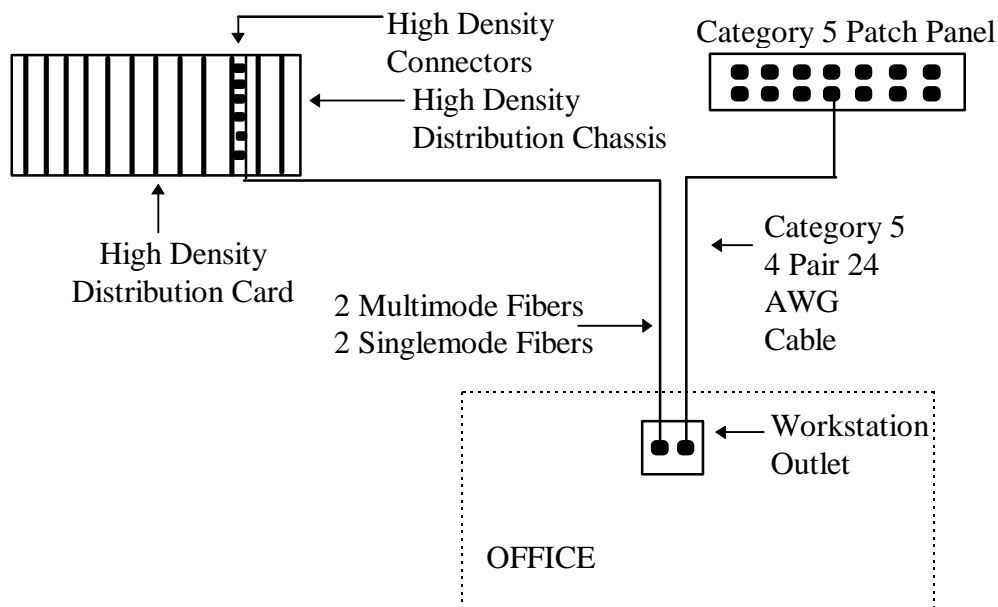 High Density
Connectors
High Density
Distribution Chassis
Category 5 Patch Panel
High Density
Distribution Card
2 Multimode Fibers
2 Singlemode Fibers
Category 5
4 Pair 24
AWG
Cable
Workstation
Outlet
OFFICE